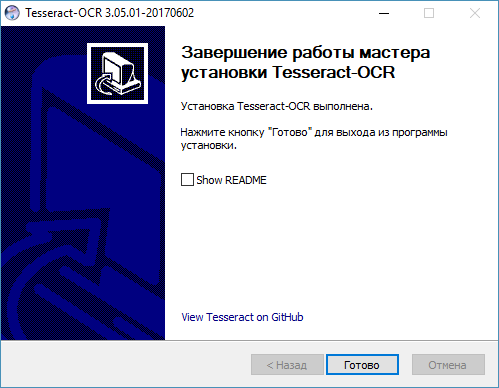 Tesseract-OCR 3.05.01-20170602
Завершение работы мастера
установки Tesseract-OCR
Установка Tesseract-OCR выполнена.
Нажмите кнопку "Готово" для выхода из программы
установки.
Show README
View Tesseract on GitHub
< Назад
Готово
Отмена